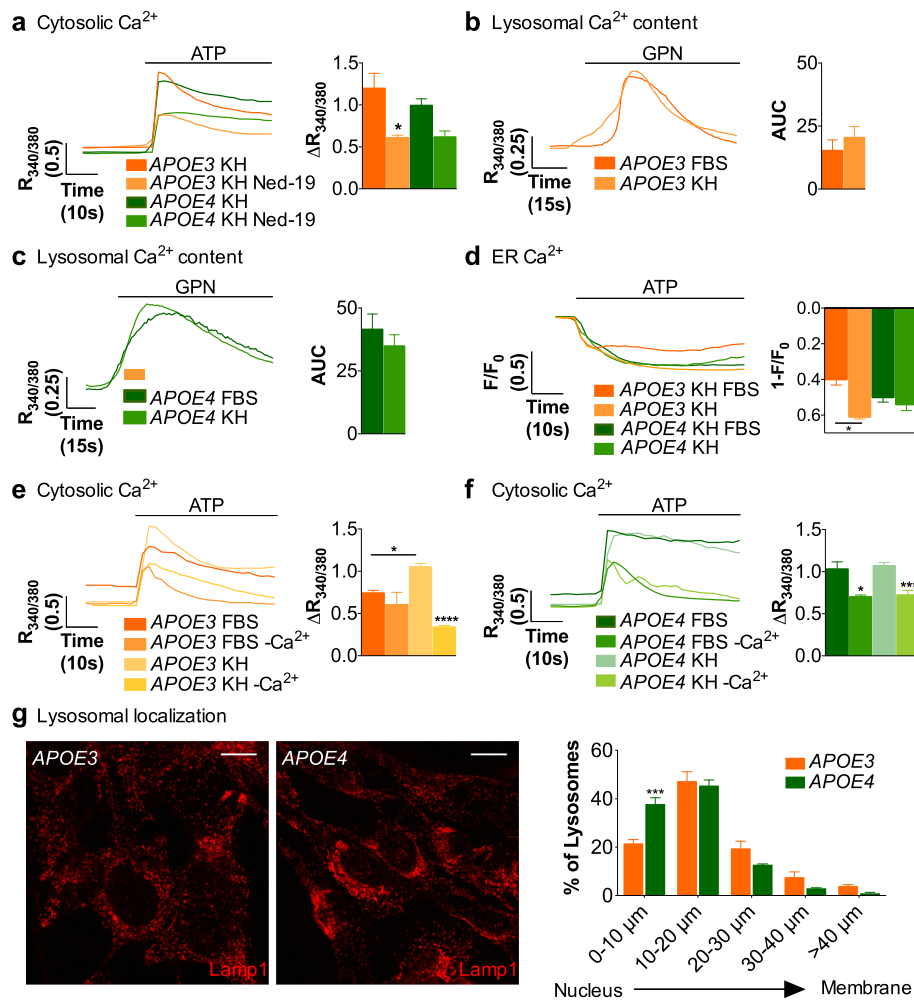 a Cytosolic Ca²⁺
ATP
R340/380
(0.5)
Time
(10s)
APOE3 KH
APOE3 KH Ned-19
APOE4 KH
APOE4 KH Ned-19
ΔR340/380
1.5
1.0
0.5
0.0
*
b Lysosomal Ca²⁺ content
GPN
R340/380
(0.25)
Time
(15s)
APOE3 FBS
APOE3 KH
AUC
50
25
0
c Lysosomal Ca²⁺ content
GPN
R340/380
(0.25)
Time
(15s)
APOE4 FBS
APOE4 KH
AUC
50
25
0
d ER Ca²⁺
ATP
F/F0
(0.5)
Time
(10s)
APOE3 KH FBS
APOE3 KH
APOE4 KH FBS
APOE4 KH
1-F/F0
0.0
0.2
0.4
0.6
*
e Cytosolic Ca²⁺
ATP
R340/380
(0.5)
Time
(10s)
APOE3 FBS
APOE3 FBS -Ca²⁺
APOE3 KH
APOE3 KH -Ca²⁺
ΔR340/380
1.5
1.0
0.5
0.0
*
****
f Cytosolic Ca²⁺
ATP
R340/380
(0.5)
Time
(10s)
APOE4 FBS
APOE4 FBS -Ca²⁺
APOE4 KH
APOE4 KH -Ca²⁺
ΔR340/380
1.5
1.0
0.5
0.0
*
***
g Lysosomal localization
APOE3
Lamp1
APOE4
Lamp1
% of Lysosomes
60
40
20
0
***
APOE3
APOE4
0-10 µm
10-20 µm
20-30 µm
30-40 µm
>40 µm
Nucleus
Membrane